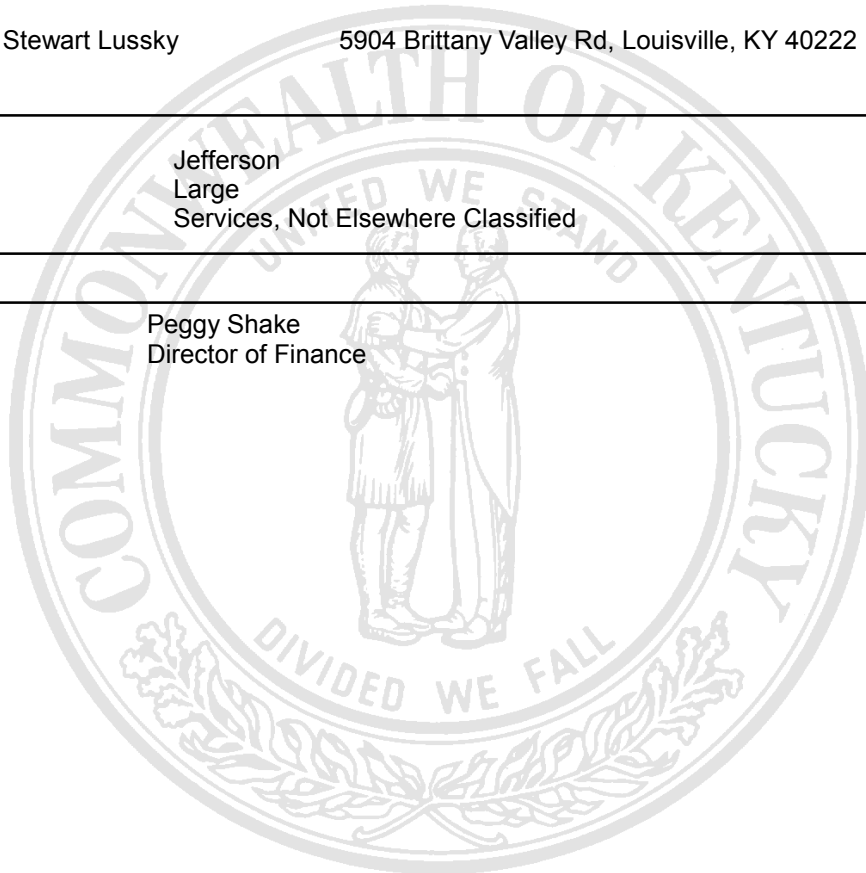 Stewart Lussky 5904 Brittany Valley Rd, Louisville, KY 40222
Jefferson
Large
Services, Not Elsewhere Classified
Peggy Shake
Director of Finance
COMMONWEALTH OF KENTUCKY
UNITED WE STAND
DIVIDED WE FALL